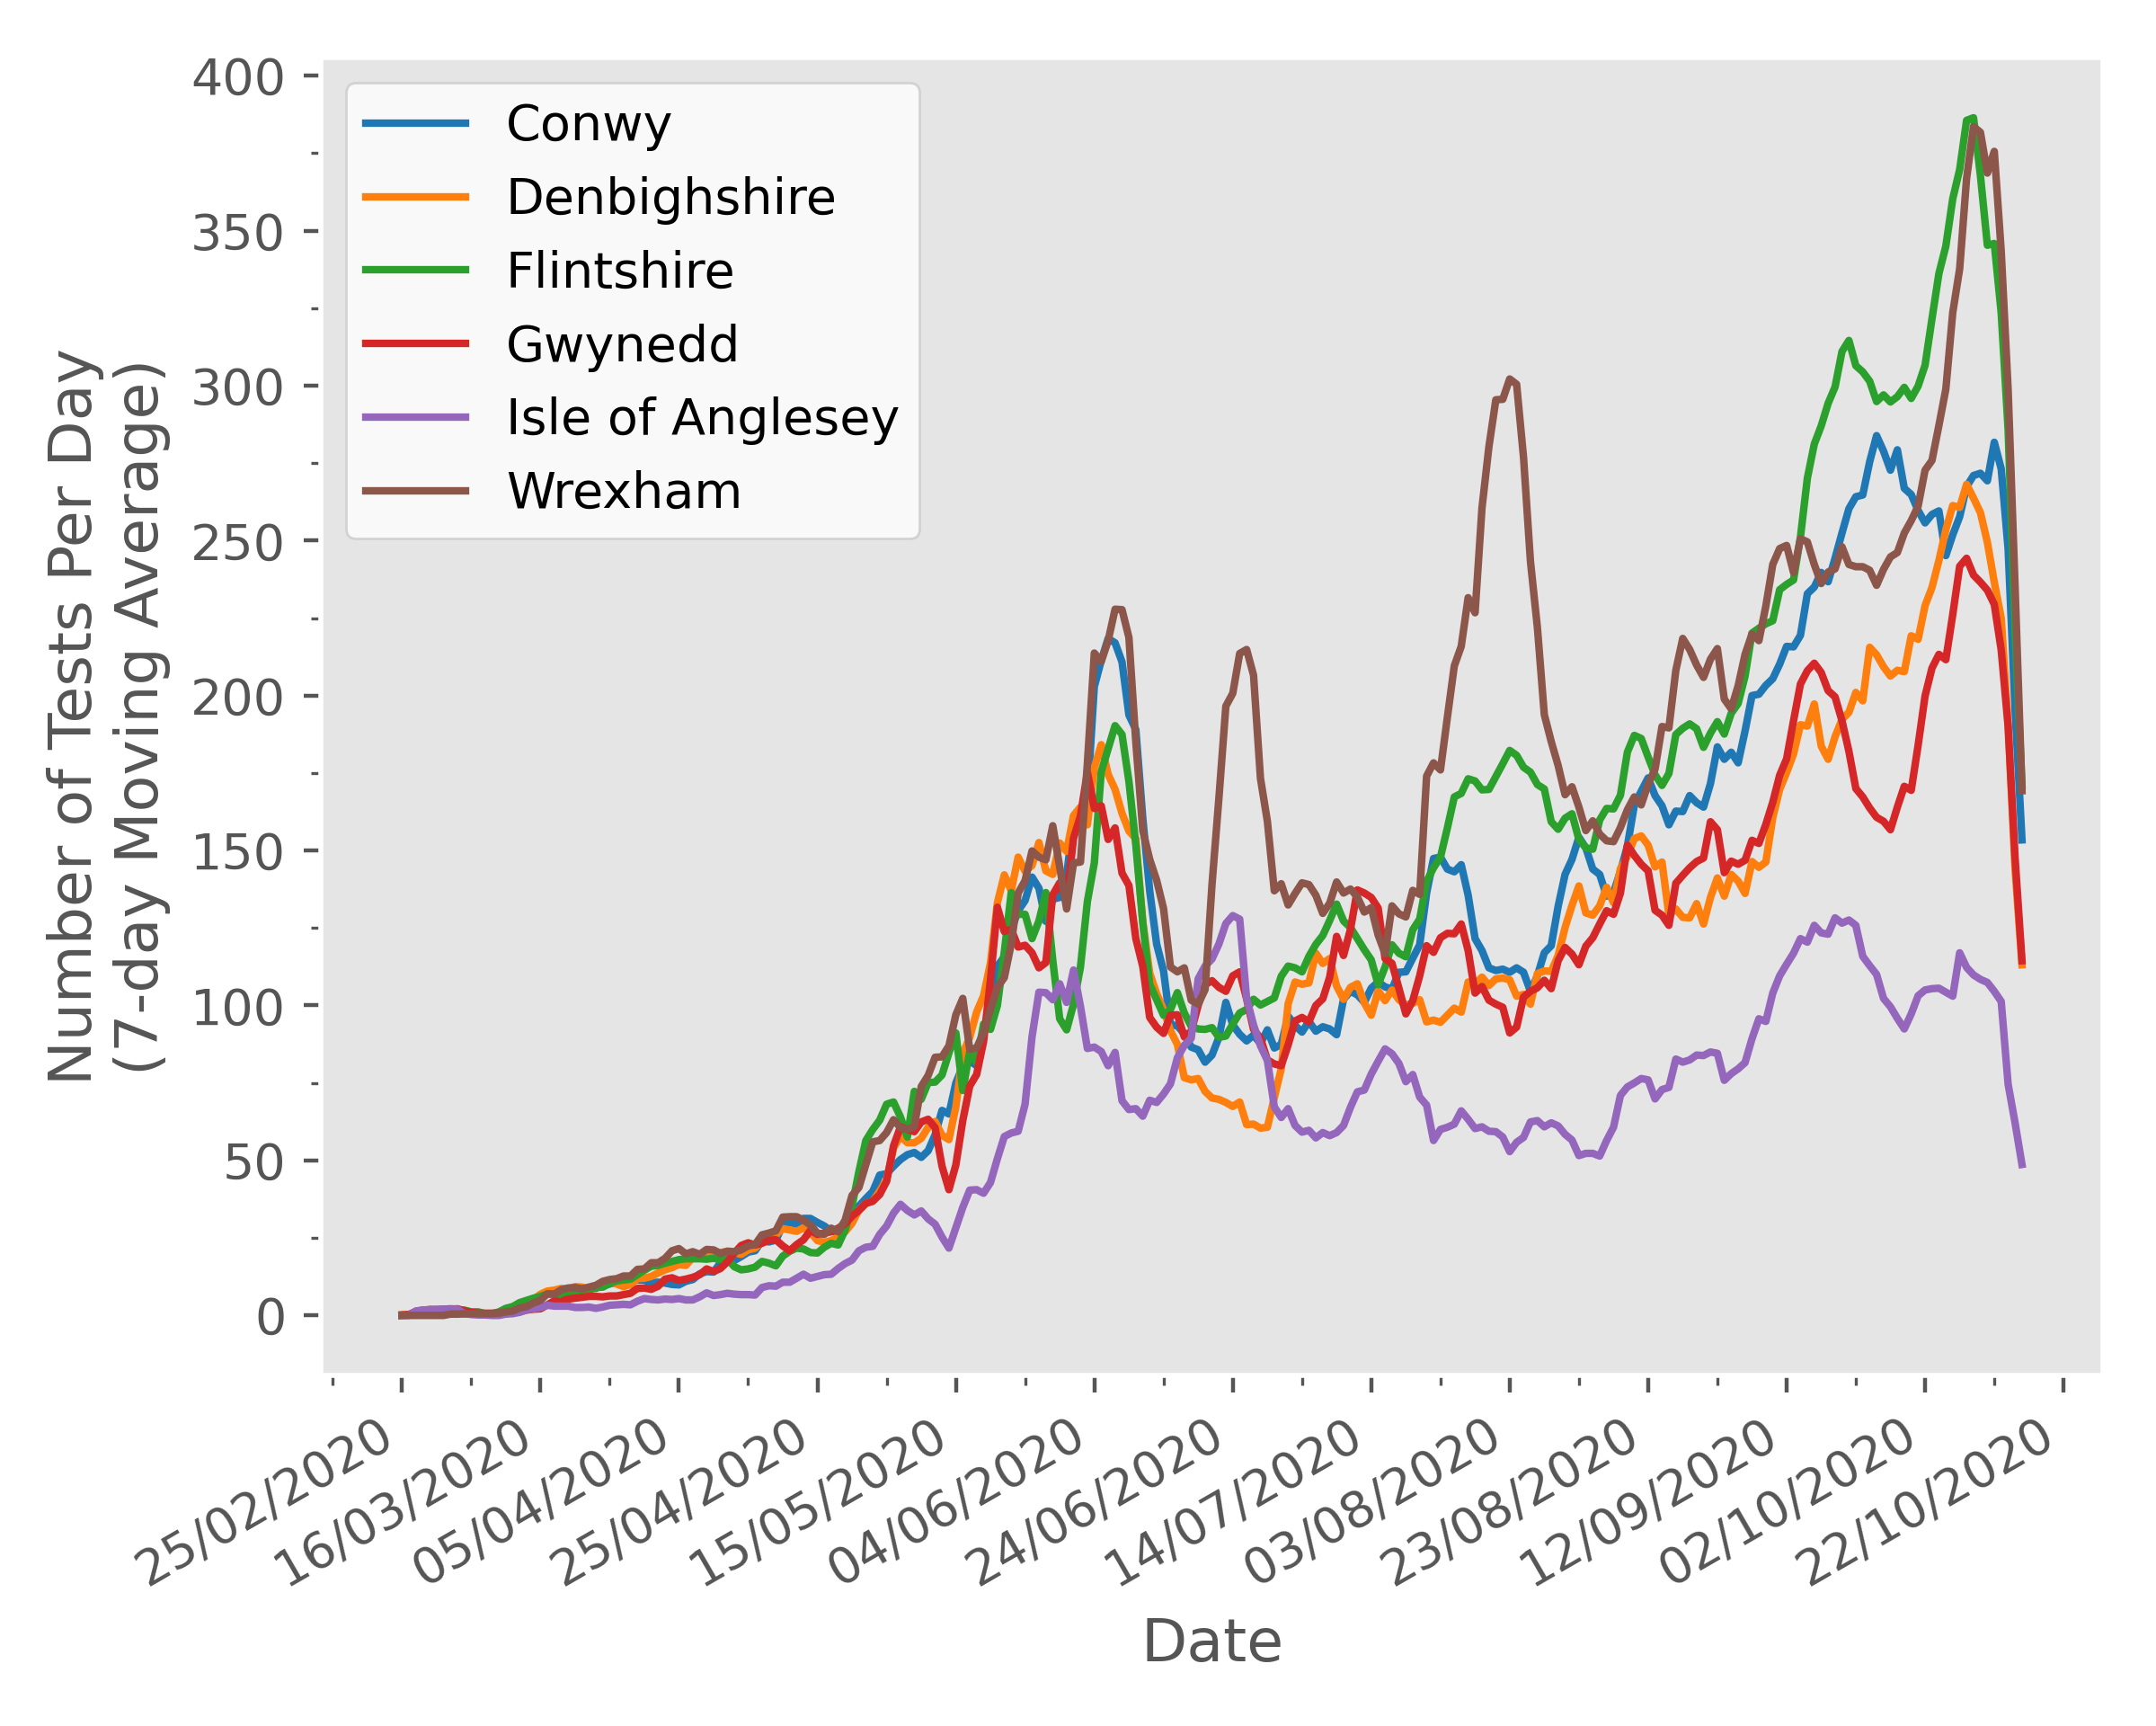 Number of Tests Per Day
(7-day Moving Average)
400
350
300
250
200
150
100
50
0
Conwy
Denbighshire
Flintshire
Gwynedd
Isle of Anglesey
Wrexham
25/02/2020
16/03/2020
05/04/2020
25/04/2020
15/05/2020
04/06/2020
24/06/2020
14/07/2020
03/08/2020
23/08/2020
12/09/2020
02/10/2020
22/10/2020
Date